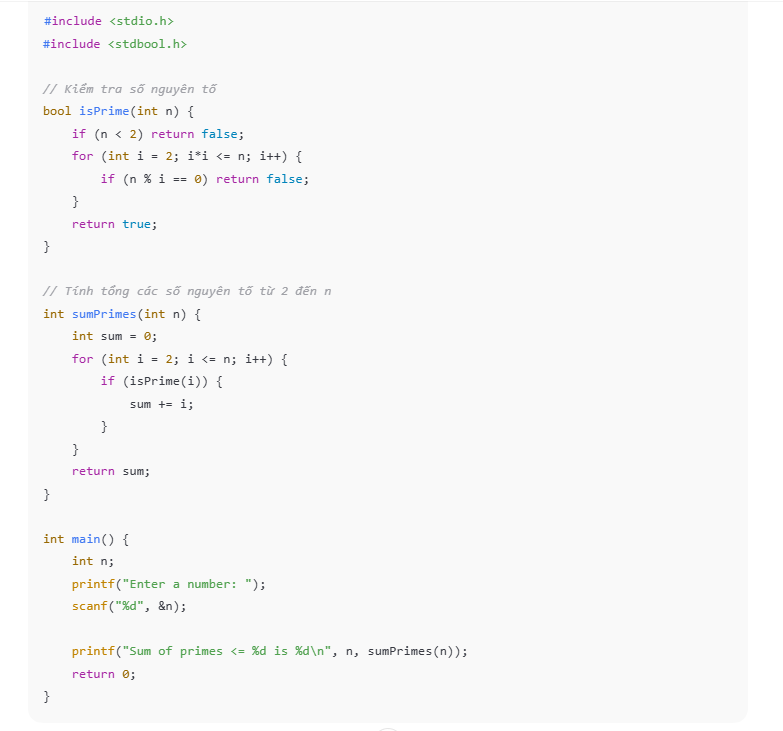 #include <stdio.h>
#include <stdbool.h>

// Kiểm tra số nguyên tố
bool isPrime(int n) {
    if (n < 2) return false;
    for (int i = 2; i*i <= n; i++) {
        if (n % i == 0) return false;
    }
    return true;
}

// Tính tổng các số nguyên tố từ 2 đến n
int sumPrimes(int n) {
    int sum = 0;
    for (int i = 2; i <= n; i++) {
        if (isPrime(i)) {
            sum += i;
        }
    }
    return sum;
}

int main() {
    int n;
    printf("Enter a number: ");
    scanf("%d", &n);

    printf("Sum of primes <= %d is %d\n", n, sumPrimes(n));
    return 0;
}